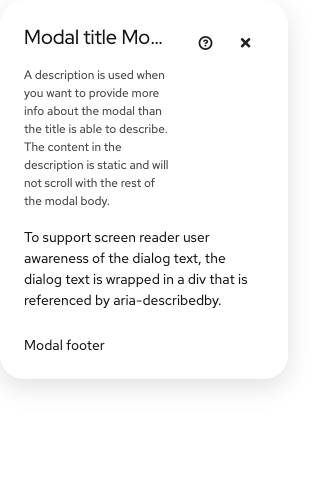 Modal title Mo...
A description is used when
you want to provide more
info about the modal than
the title is able to describe.
The content in the
description is static and will
not scroll with the rest of
the modal body.
To support screen reader user
awareness of the dialog text, the
dialog text is wrapped in a div that is
referenced by aria-describedby.
Modal footer